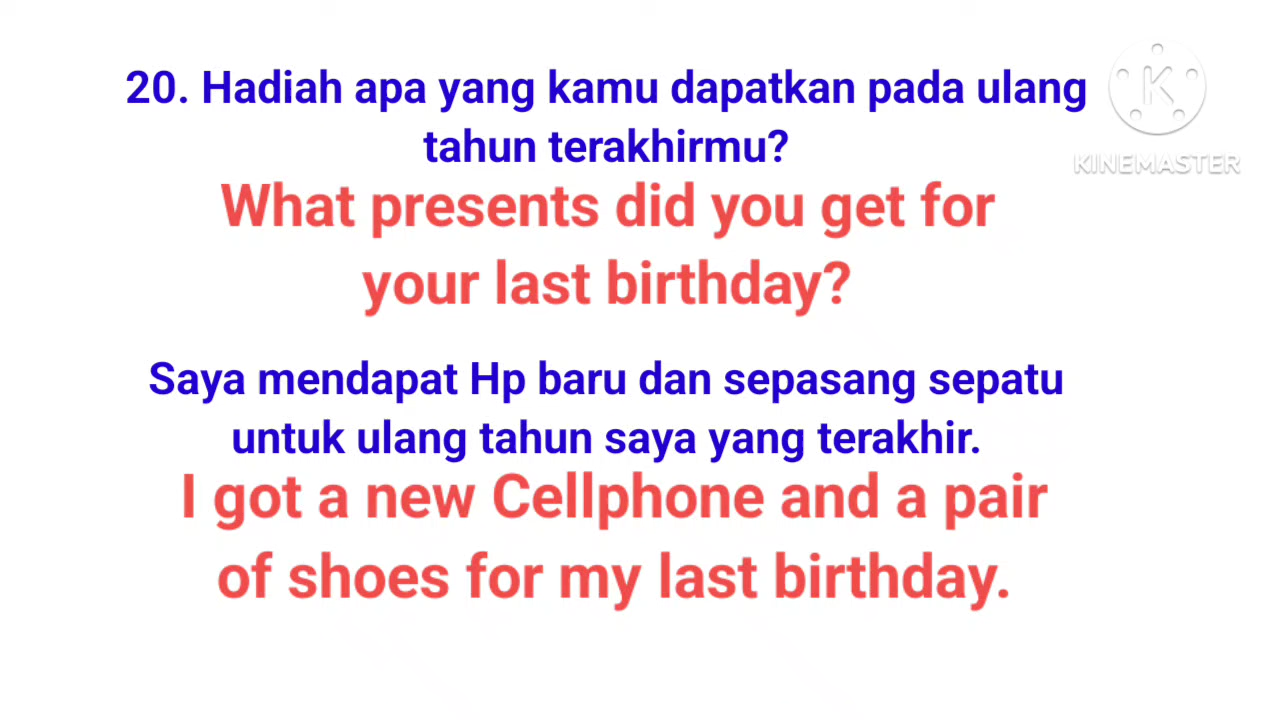 20. Hadiah apa yang kamu dapatkan pada ulang
tahun terakhirmu?
What presents did you get for
your last birthday?
Saya mendapat Hp baru dan sepasang sepatu
untuk ulang tahun saya yang terakhir.
I got a new Cellphone and a pair
of shoes for my last birthday.
K
KINEMASTER